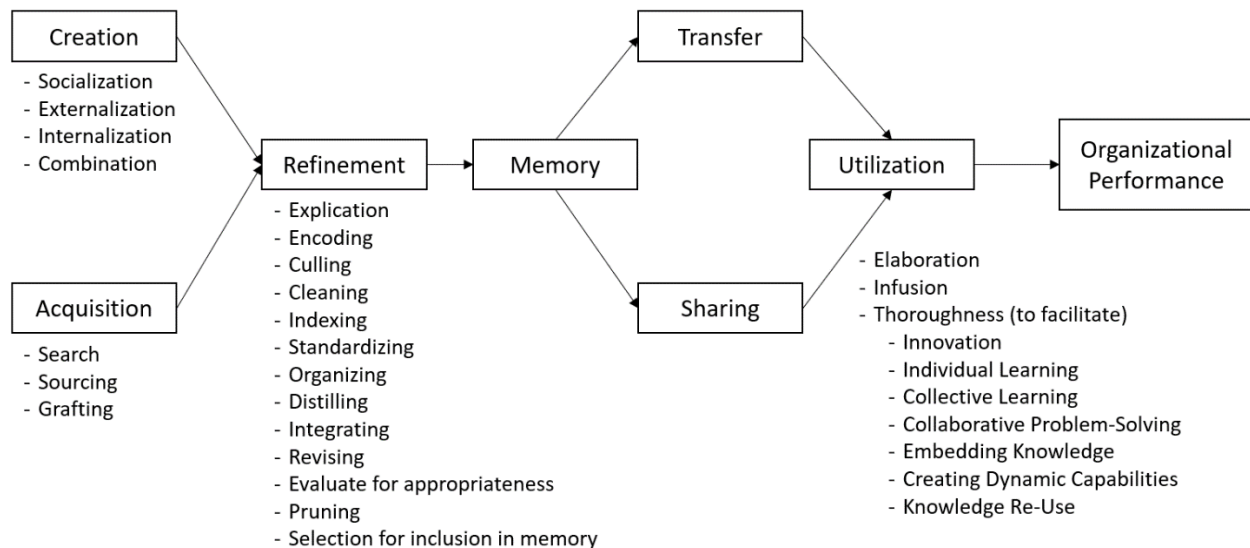 Creation
- Socialization
- Externalization
- Internalization
- Combination
Acquisition
- Search
- Sourcing
- Grafting
Refinement
- Explication
- Encoding
- Culling
- Cleaning
- Indexing
- Standardizing
- Organizing
- Distilling
- Integrating
- Revising
- Evaluate for appropriateness
- Pruning
- Selection for inclusion in memory
Memory
Transfer
Sharing
Utilization
- Elaboration
- Infusion
- Thoroughness (to facilitate)
- Innovation
- Individual Learning
- Collective Learning
- Collaborative Problem-Solving
- Embedding Knowledge
- Creating Dynamic Capabilities
- Knowledge Re-Use
Organizational
Performance